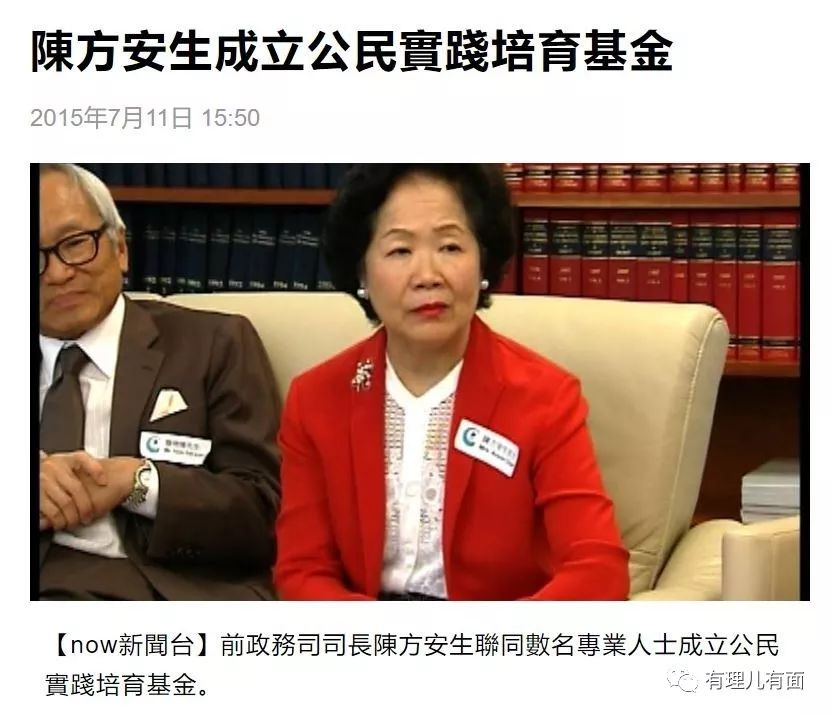 陳方安生成立公民實踐培育基金
2015年7月11日 15:50
1993
1994
1994
【now新聞台】前政務司司長陳方安生聯同數名專業人士成立公民
實踐培育基金。
有理儿有面